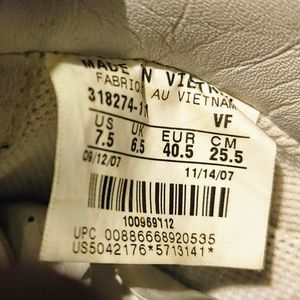 MADE IN VIETNAM
FABRIQUÉ AU VIETNAM
318274-11 VF
US UK EUR CM
7.5 6.5 40.5 25.5
09/12/07 11/14/07
100969112
UPC 00886668920535
US5042176*5713141*